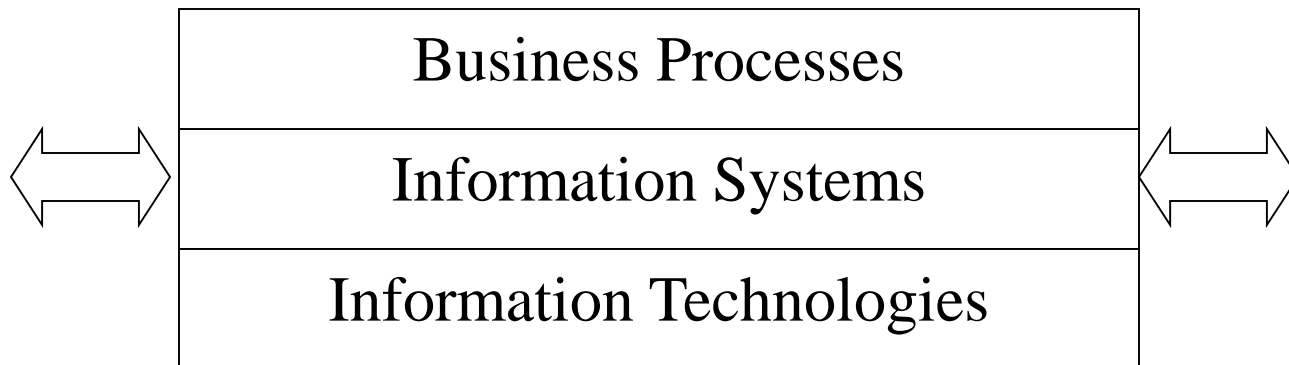 Business Processes
Information Systems
Information Technologies